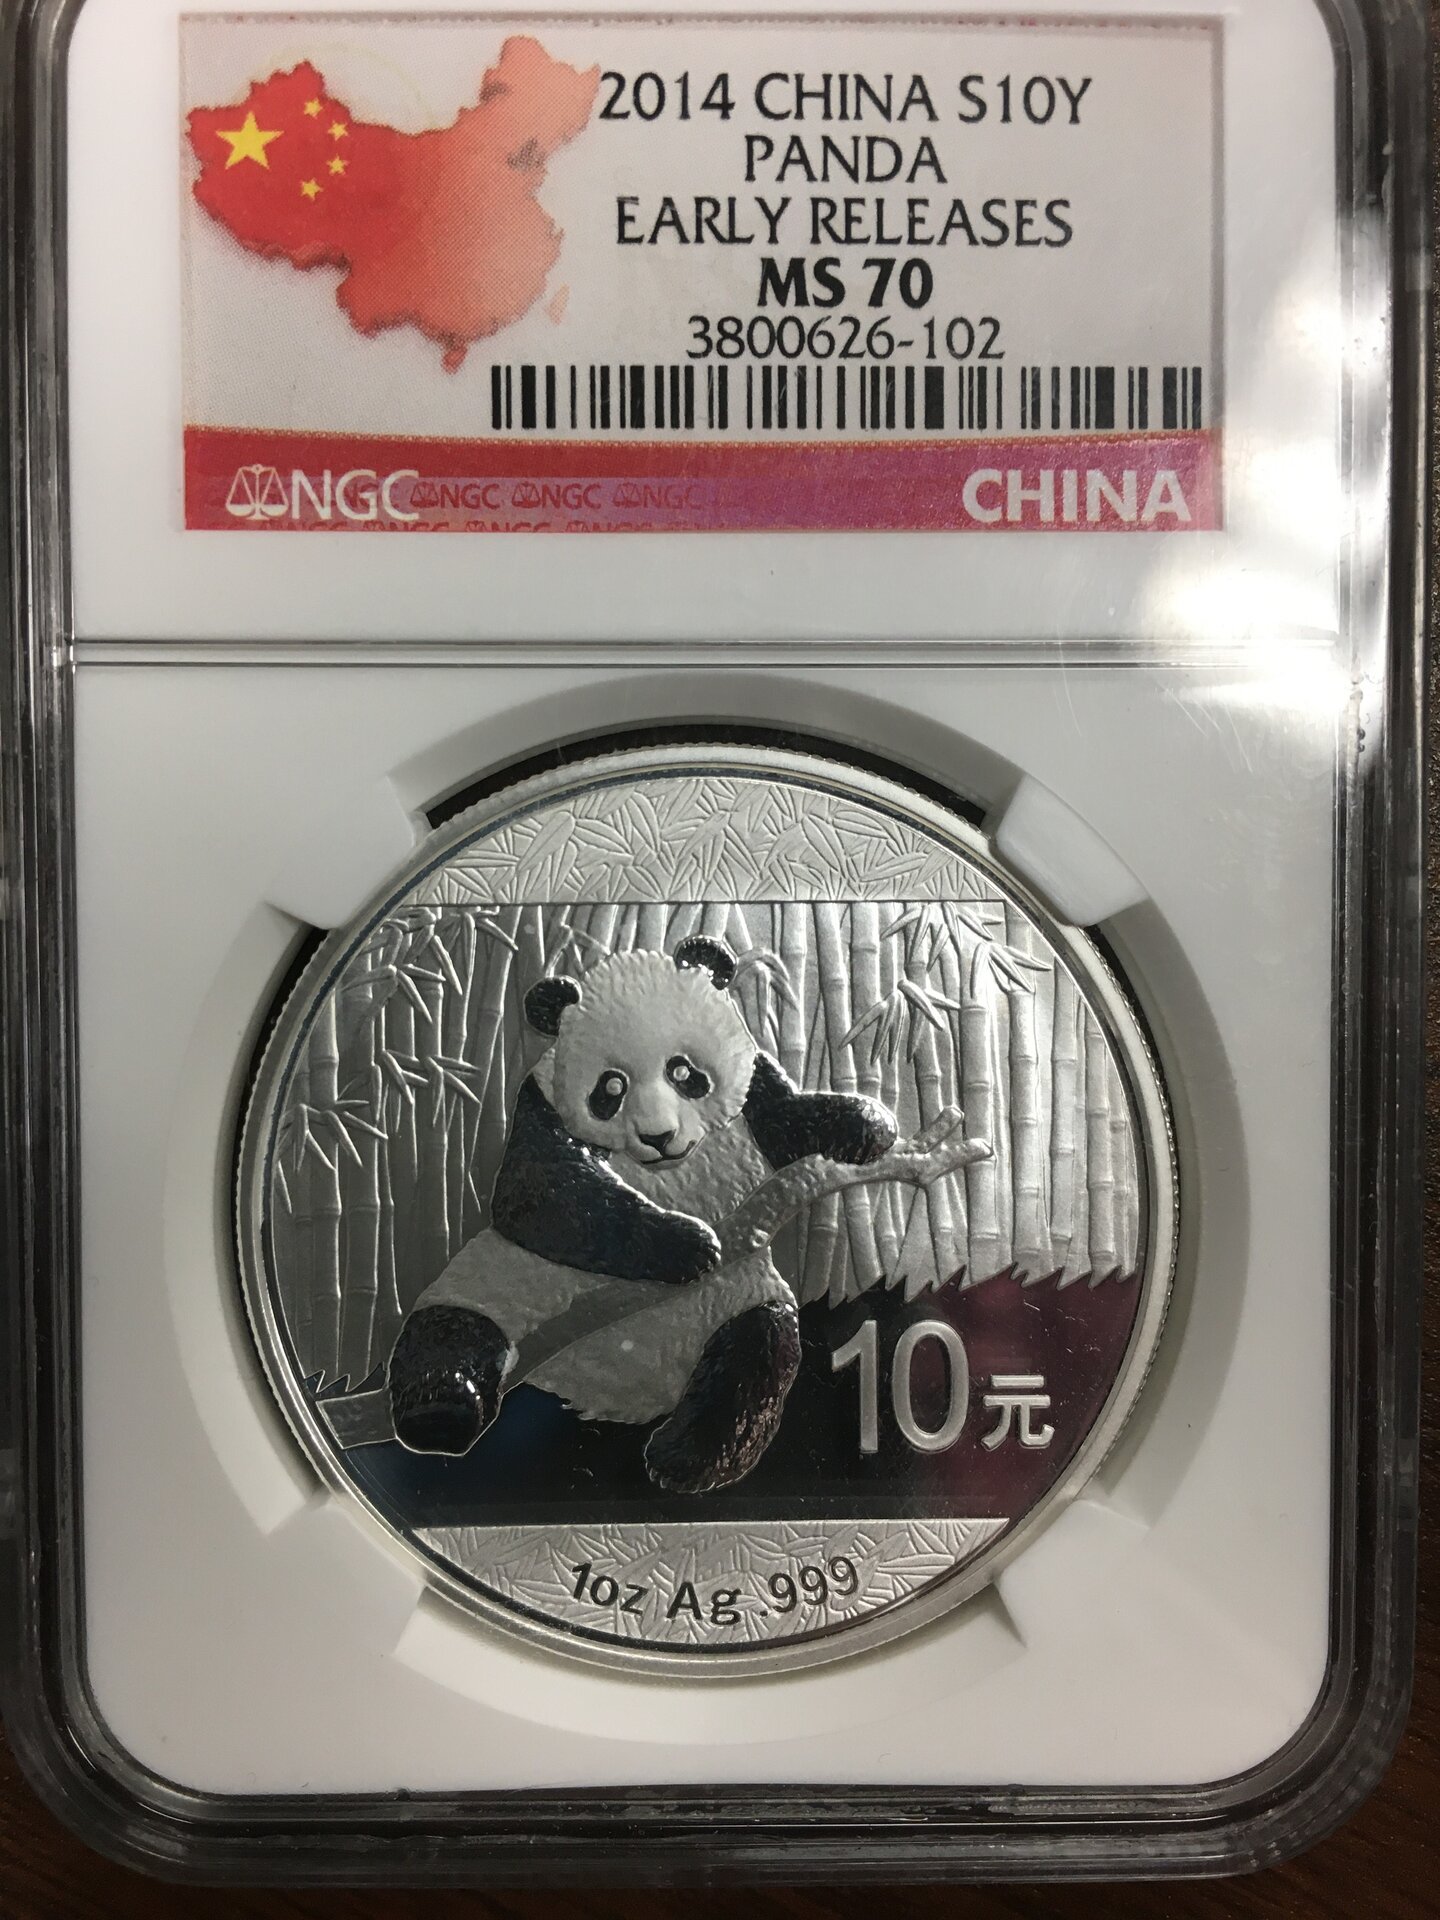 2014 CHINA S10Y
PANDA
EARLY RELEASES
MS 70
3800626-102
NGC NGC NGC NGC CHINA
10元
1oz Ag .999